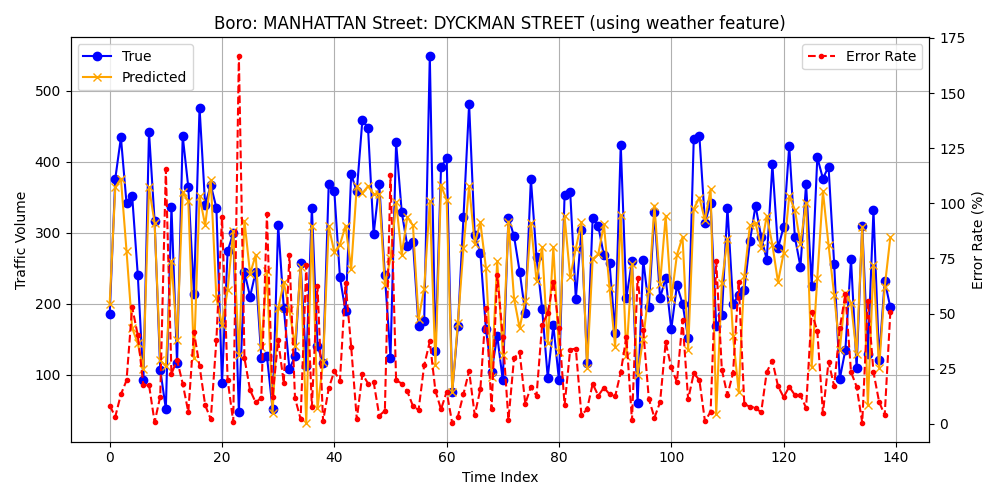 Boro: MANHATTAN Street: DYCKMAN STREET (using weather feature)
True
Predicted
Error Rate
Traffic Volume
500
400
300
200
100
175
150
125
100
75
50
25
0
Error Rate (%)
0 20 40 60 80 100 120 140
Time Index